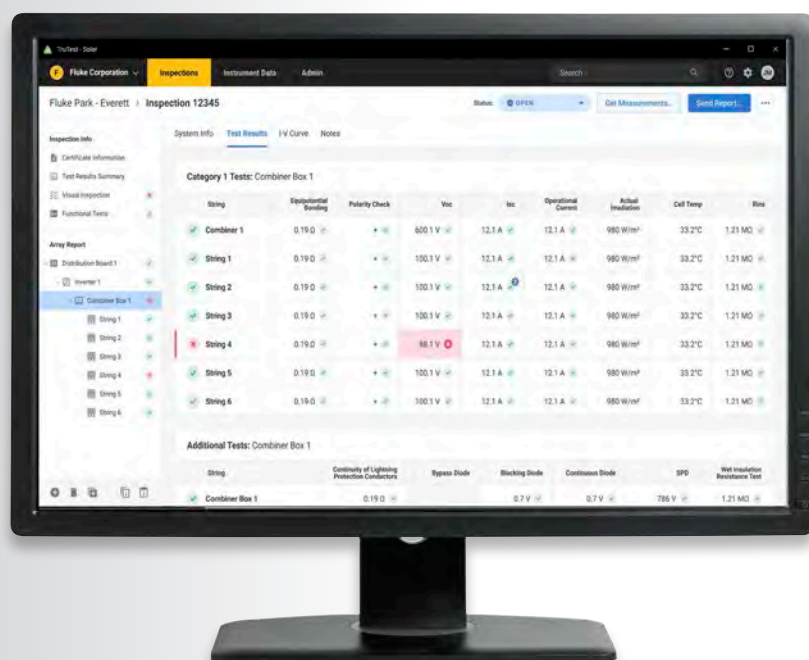 TruTest - Solar
F Fluke Corporation Inspections Instrument Data Admin Search JM
Fluke Park - Everett › Inspection 12345 Status: OPEN Get Measurements... Send Report...
Inspection Info
Certificate Information
Test Results Summary
Visual Inspection
Functional Tests
Array Report
Distribution Board 1
Inverter 1
Combiner Box 1
String 1
String 2
String 3
String 4
String 5
String 6
System Info Test Results I-V Curve Notes
Category 1 Tests: Combiner Box 1
String Equipotential Bonding Polarity Check Voc Isc Operational Current Actual Irradiation Cell Temp Rins
Combiner 1 0.19 Ω + 600.1 V 12.1 A 12.1 A 980 W/m² 33.2°C 1.21 MΩ
String 1 0.19 Ω + 100.1 V 12.1 A 12.1 A 980 W/m² 33.2°C 1.21 MΩ
String 2 0.19 Ω + 100.1 V 12.1 A 12.1 A 980 W/m² 33.2°C 1.21 MΩ
String 3 0.19 Ω + 100.1 V 12.1 A 12.1 A 980 W/m² 33.2°C 1.21 MΩ
String 4 0.19 Ω + 88.1 V 12.1 A 12.1 A 980 W/m² 33.2°C 1.21 MΩ
String 5 0.19 Ω + 100.1 V 12.1 A 12.1 A 980 W/m² 33.2°C 1.21 MΩ
String 6 0.19 Ω + 100.1 V 12.1 A 12.1 A 980 W/m² 33.2°C 1.21 MΩ
Additional Tests: Combiner Box 1
String Continuity of Lightning Protection Conductors Bypass Diode Blocking Diode Continuous Diode SPD Wet Insulation Resistance Test
Combiner Box 1 0.19 Ω 0.7 V 0.7 V 786 V 1.21 MΩ